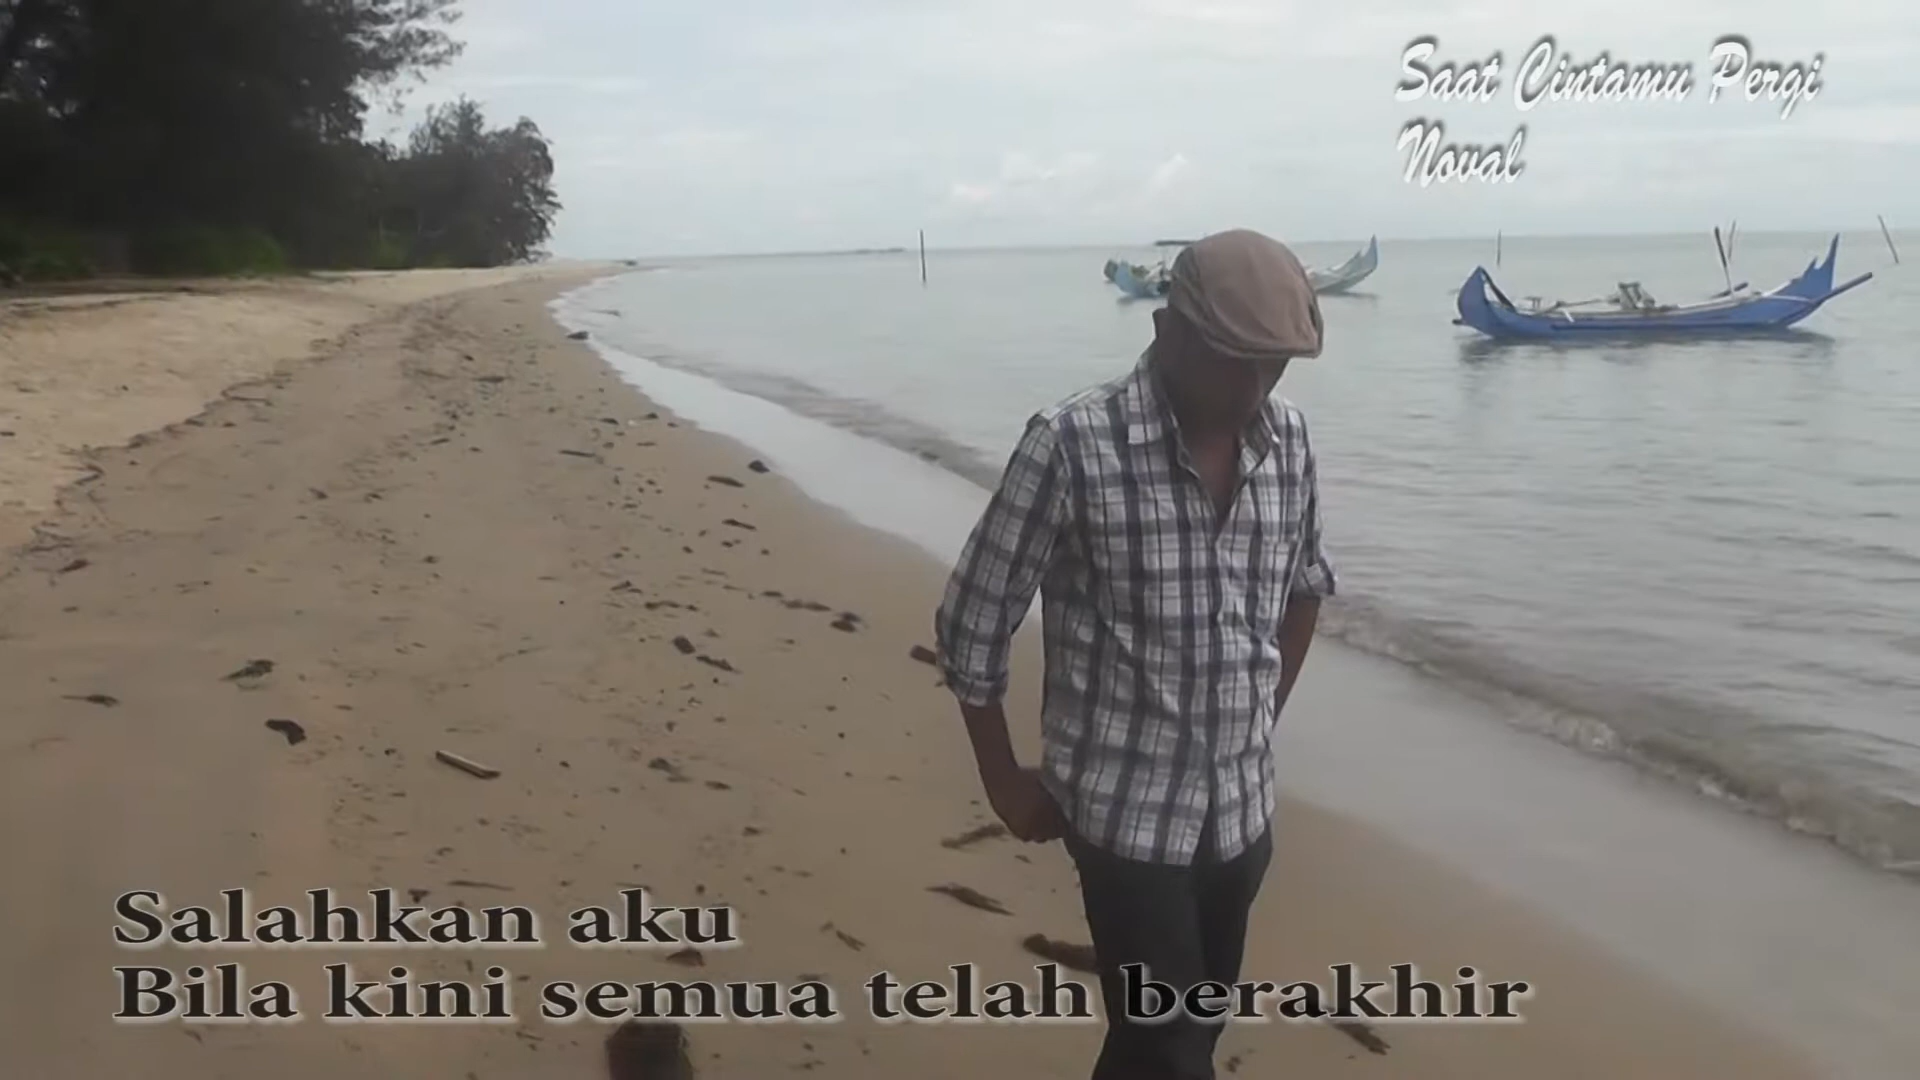 Saat Cintamu Pergi
Noval
Salahkan aku
Bila kini semua telah berakhir